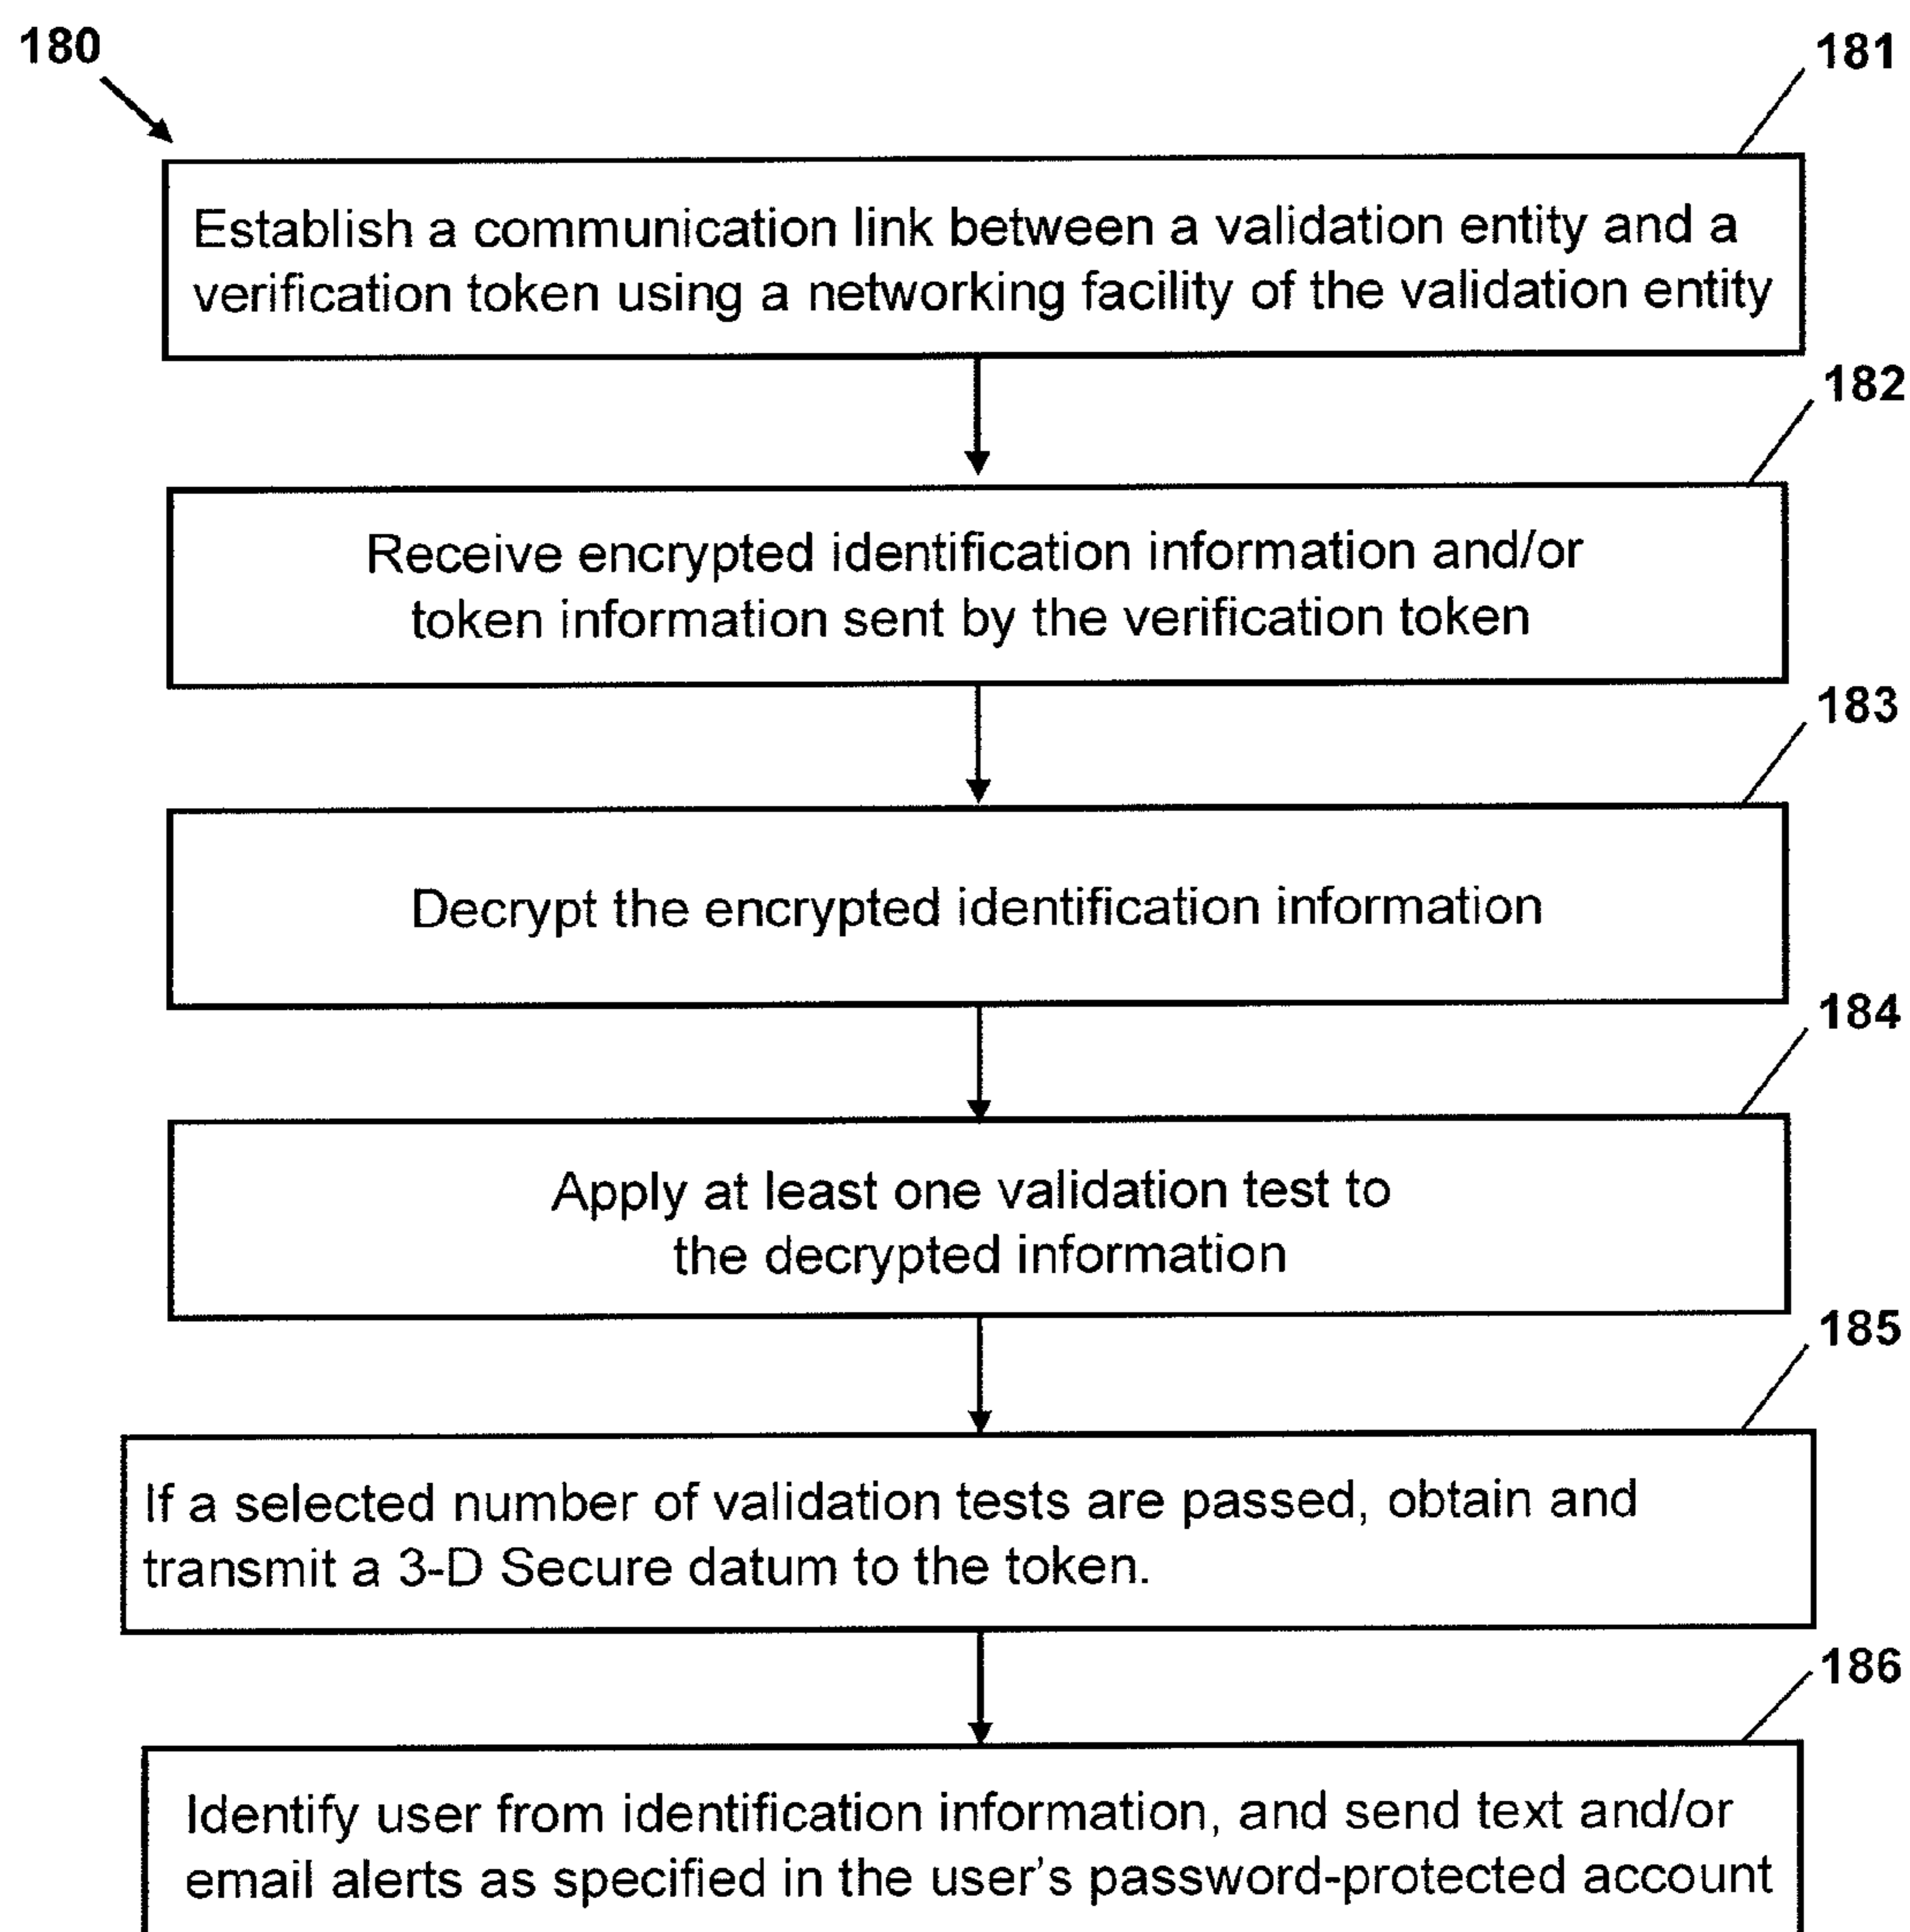 180
181
Establish a communication link between a validation entity and a
verification token using a networking facility of the validation entity
182
Receive encrypted identification information and/or
token information sent by the verification token
183
Decrypt the encrypted identification information
184
Apply at least one validation test to
the decrypted information
185
If a selected number of validation tests are passed, obtain and
transmit a 3-D Secure datum to the token.
186
Identify user from identification information, and send text and/or
email alerts as specified in the user's password-protected account